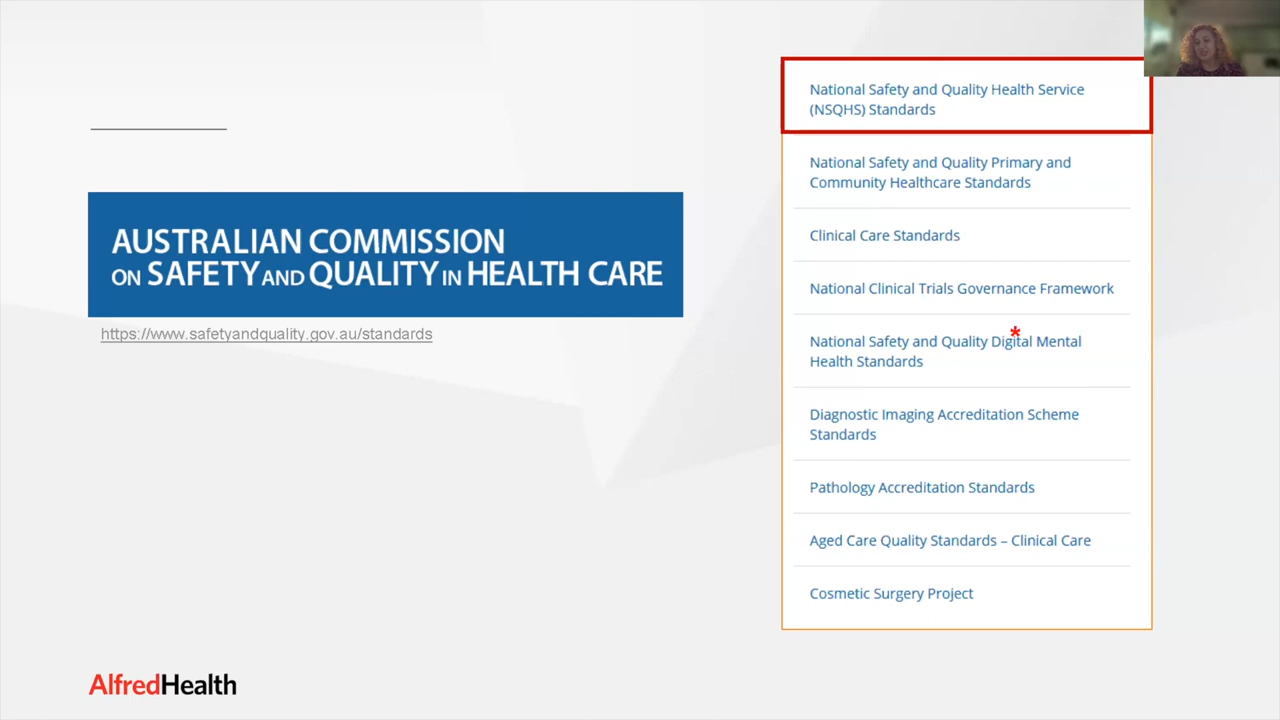 AUSTRALIAN COMMISSION
ON SAFETY AND QUALITY IN HEALTH CARE
https://www.safetyandquality.gov.au/standards
National Safety and Quality Health Service
(NSQHS) Standards
National Safety and Quality Primary and
Community Healthcare Standards
Clinical Care Standards
National Clinical Trials Governance Framework
*
National Safety and Quality Digital Mental
Health Standards
Diagnostic Imaging Accreditation Scheme
Standards
Pathology Accreditation Standards
Aged Care Quality Standards – Clinical Care
Cosmetic Surgery Project
AlfredHealth